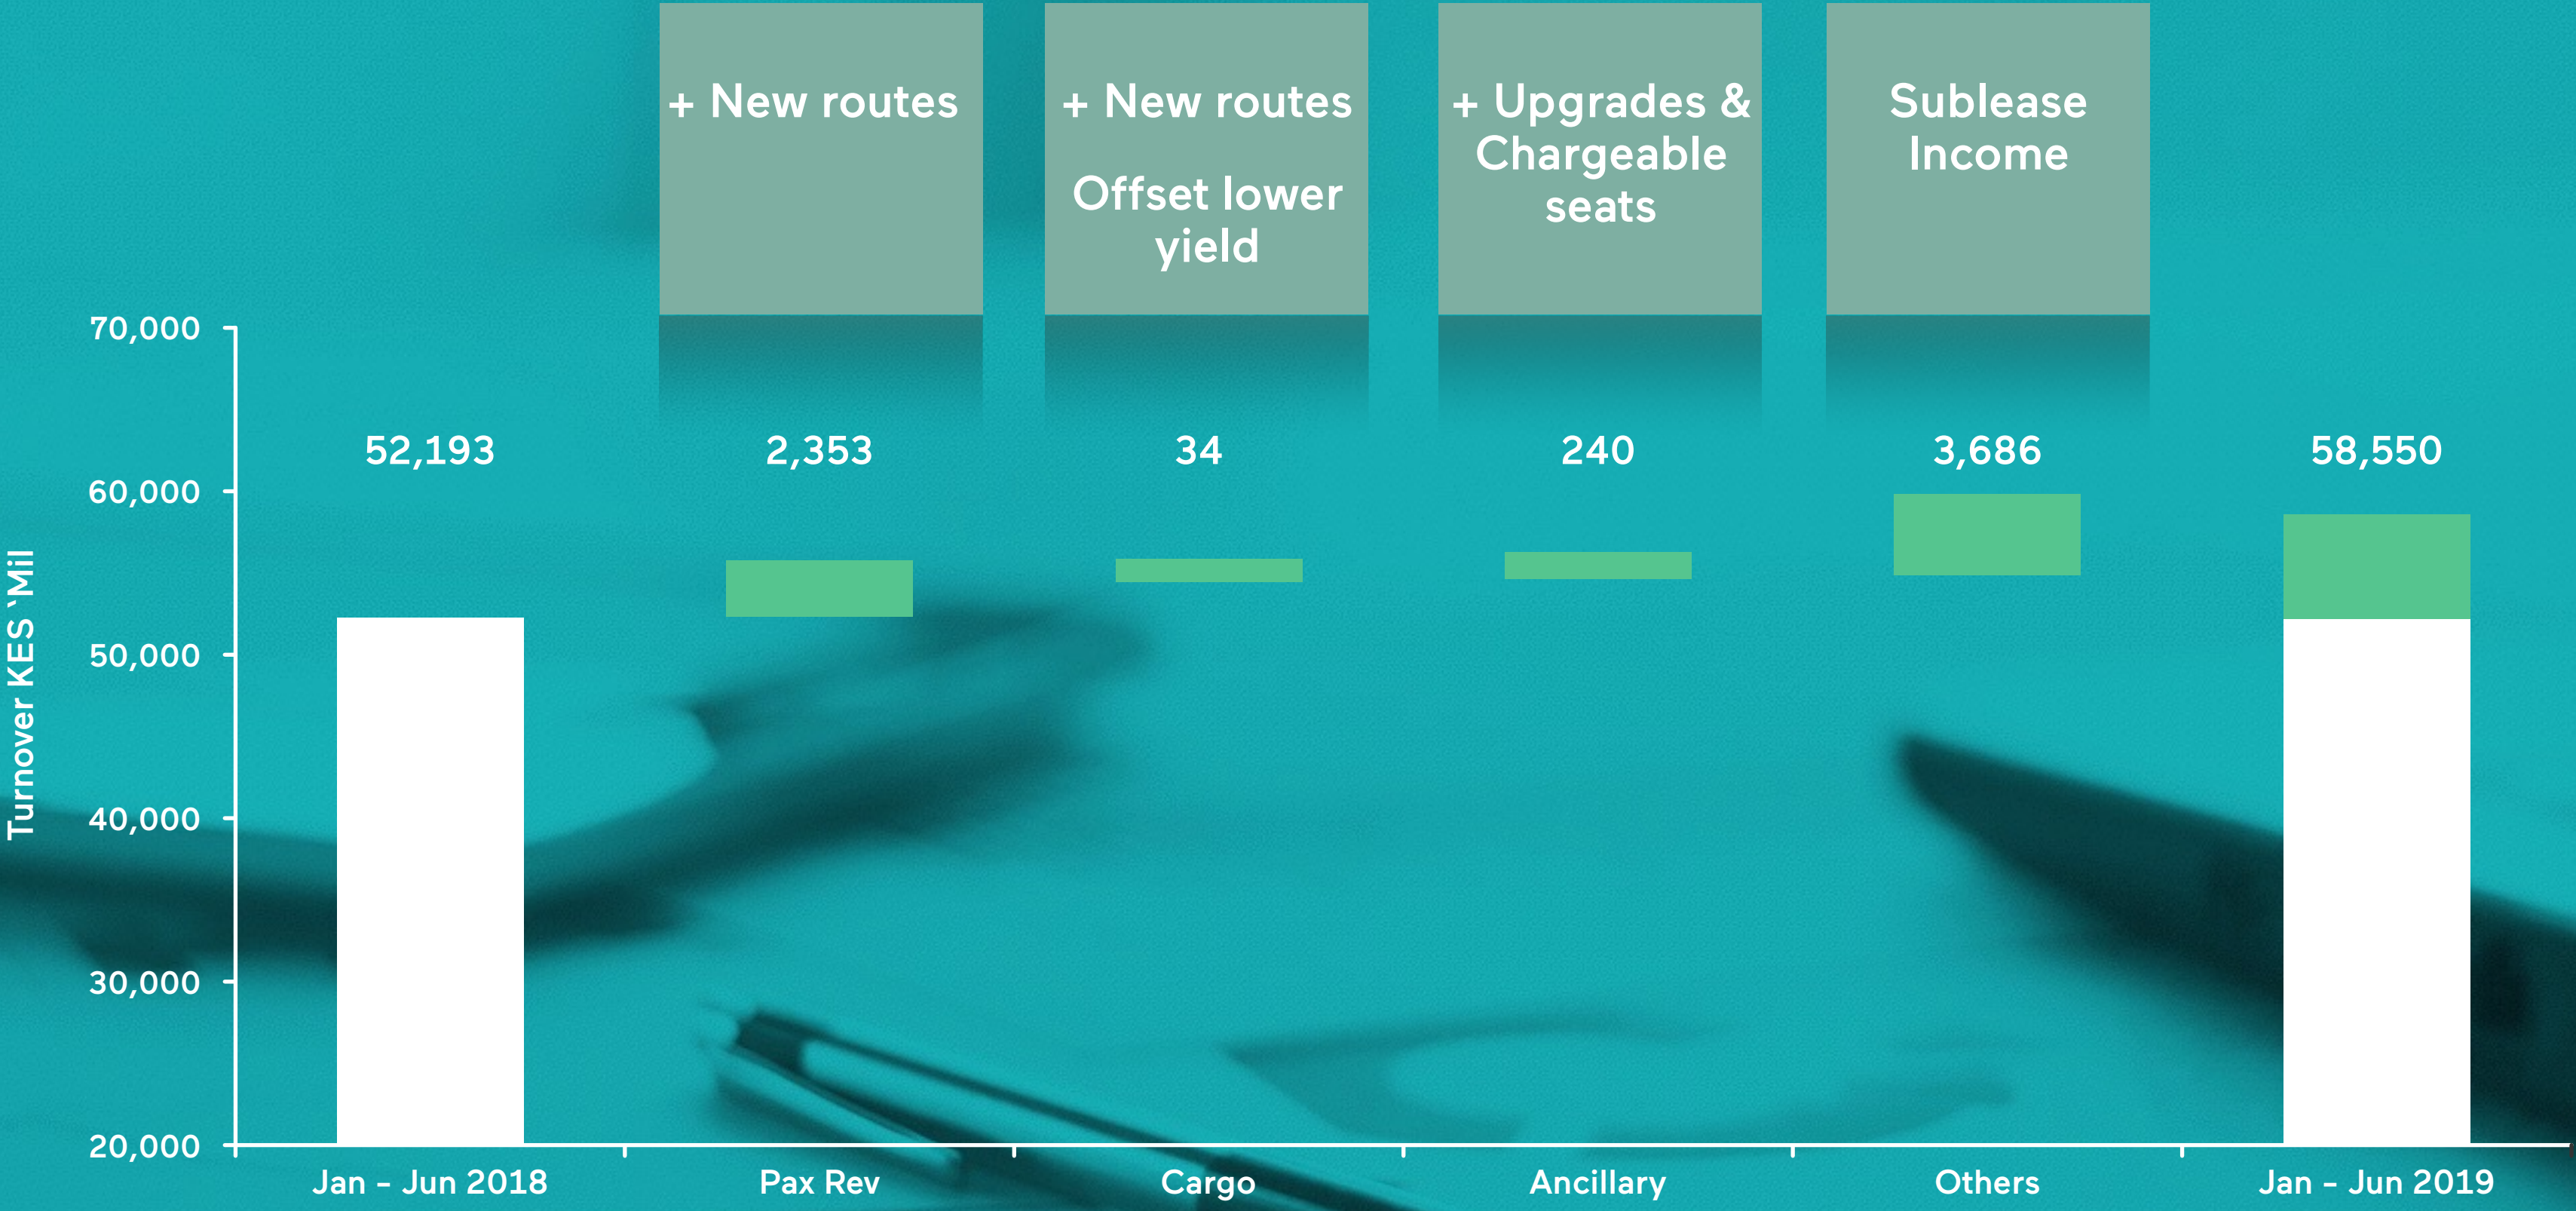 + New routes
+ New routes
Offset lower
yield
+ Upgrades &
Chargeable
seats
Sublease
Income
Turnover KES ‘Mil
70,000
60,000
50,000
40,000
30,000
20,000
52,193
2,353
34
240
3,686
58,550
Jan - Jun 2018
Pax Rev
Cargo
Ancillary
Others
Jan - Jun 2019